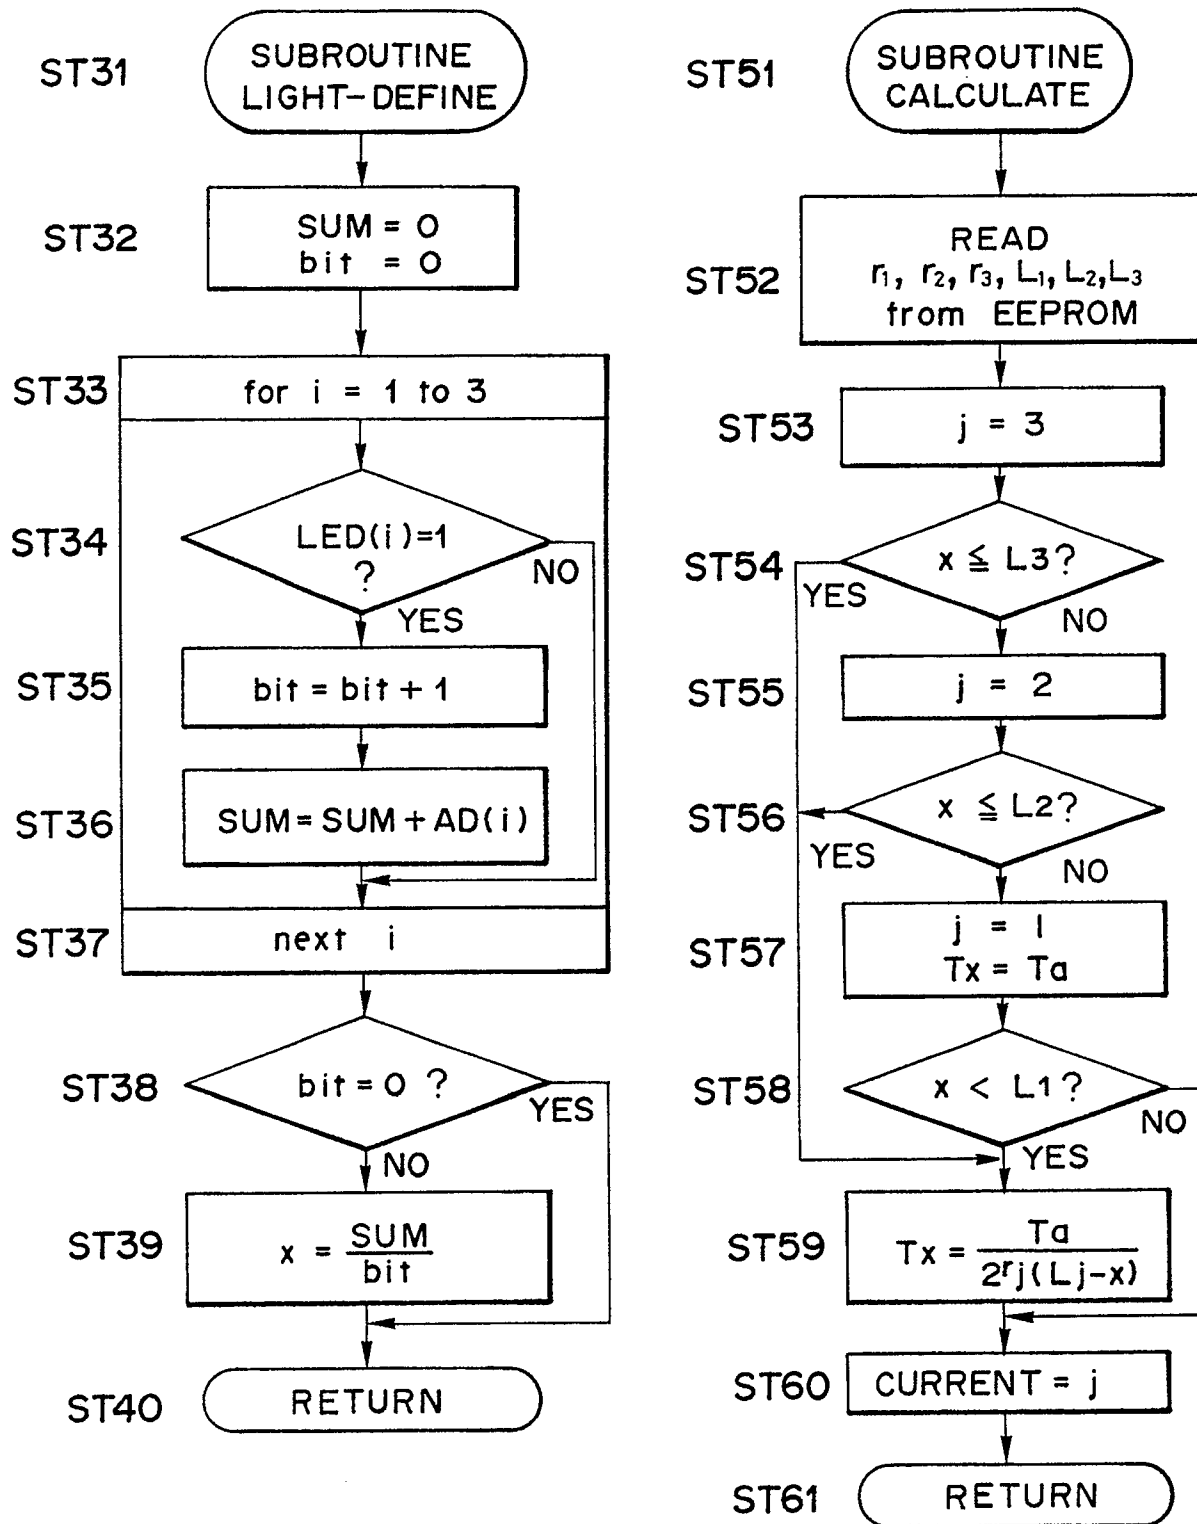 ST31
SUBROUTINE
LIGHT-DEFINE
ST32
SUM = 0
bit = 0
ST33
for i = 1 to 3
ST34
LED(i)=1
?
NO
YES
ST35
bit = bit + 1
ST36
SUM = SUM + AD(i)
ST37
next i
ST38
bit = 0 ?
YES
NO
ST39
x = SUM
bit
ST40
RETURN
ST51
SUBROUTINE
CALCULATE
ST52
READ
r₁, r₂, r₃, L₁, L₂, L₃
from EEPROM
ST53
j = 3
ST54
x ≦ L3?
YES
NO
ST55
j = 2
ST56
x ≦ L2?
YES
NO
ST57
j = 1
Tx = Ta
ST58
x < L1?
NO
YES
ST59
Tx = Ta
2^rj(Lj-x)
ST60
CURRENT = j
ST61
RETURN